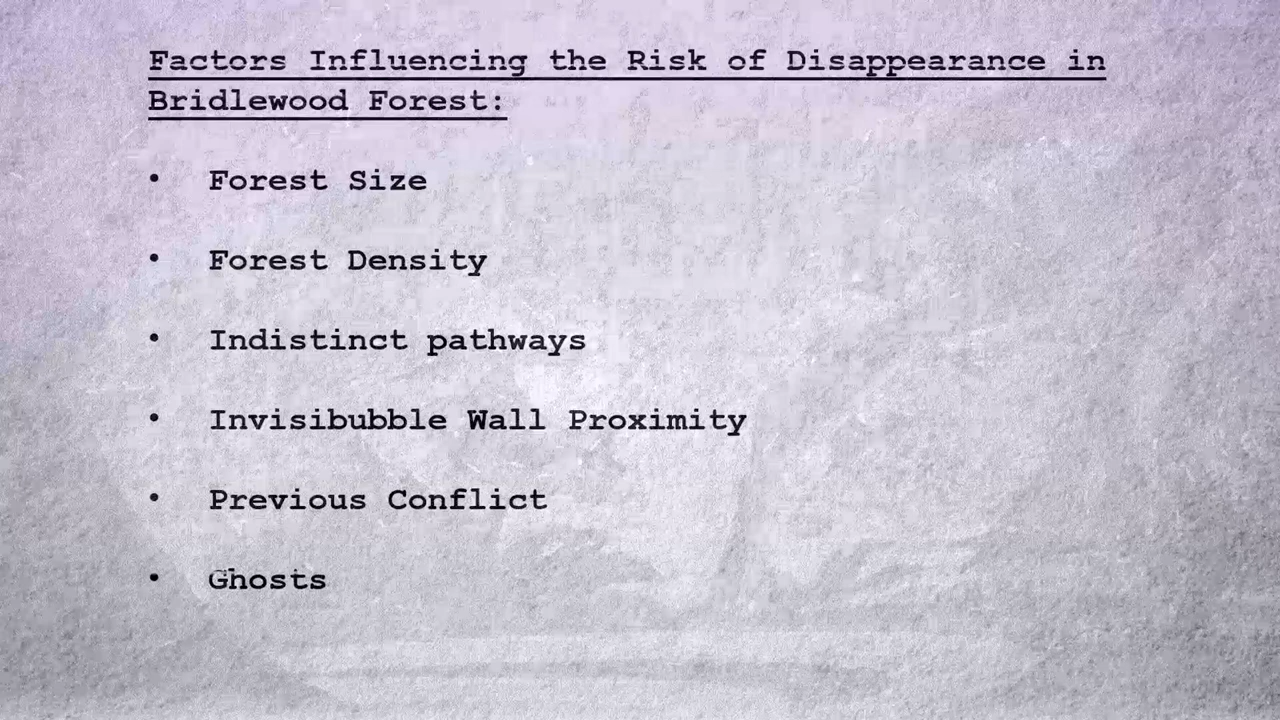 Factors Influencing the Risk of Disappearance in
Bridlewood Forest:
• Forest Size
• Forest Density
• Indistinct pathways
• Invisibubble Wall Proximity
• Previous Conflict
• Ghosts